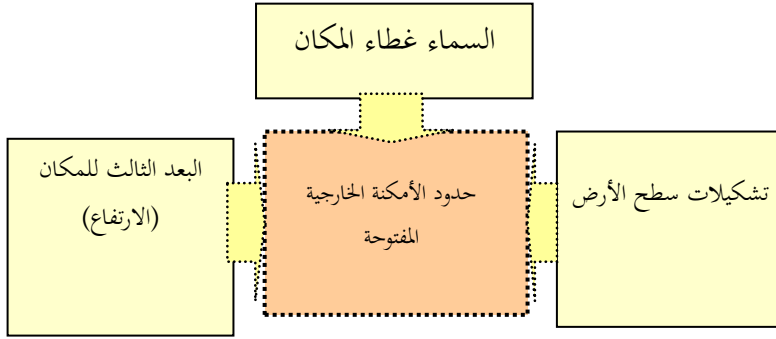 السماء غطاء المكان
تشكيلات سطح الأرض
حدود الأمكنة الخارجية
المفتوحة
البعد الثالث للمكان
(الارتفاع)